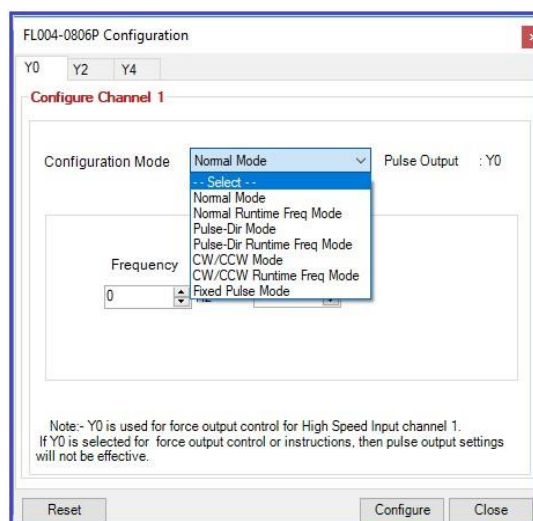 FL004-0806P Configuration
Y0 Y2 Y4
Configure Channel 1
Configuration Mode Normal Mode Pulse Output : Y0
- - Select - -
Normal Mode
Normal Runtime Freq Mode
Pulse-Dir Mode
Pulse-Dir Runtime Freq Mode
CW/CCW Mode
CW/CCW Runtime Freq Mode
Fixed Pulse Mode
Frequency
0
Note:- Y0 is used for force output control for High Speed Input channel 1.
If Y0 is selected for force output control or instructions, then pulse output settings
will not be effective.
Reset Configure Close